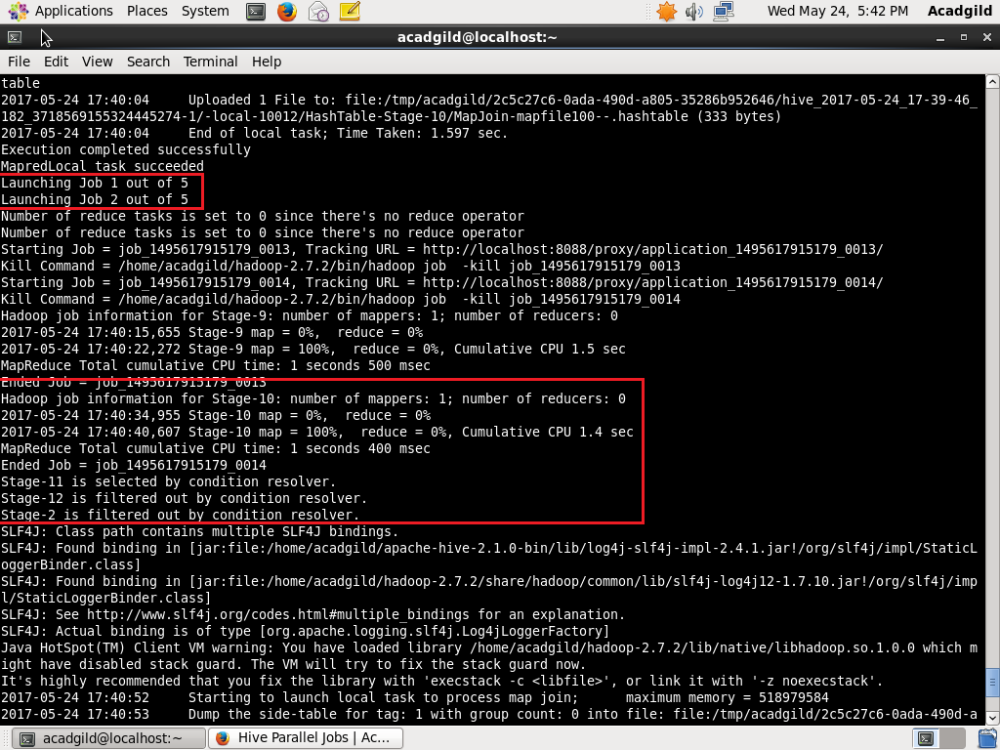 Applications Places System Wed May 24, 5:42 PM Acadgild
acadgild@localhost:~
File Edit View Search Terminal Help
table
2017-05-24 17:40:04     Uploaded 1 File to: file:/tmp/acadgild/2c5c27c6-0ada-490d-a805-35286b952646/hive_2017-05-24_17-39-46_
182_3718569155324445274-1/-local-10012/HashTable-Stage-10/MapJoin-mapfile100--.hashtable (333 bytes)
2017-05-24 17:40:04     End of local task; Time Taken: 1.597 sec.
Execution completed successfully
MapredLocal task succeeded
Launching Job 1 out of 5
Launching Job 2 out of 5
Number of reduce tasks is set to 0 since there's no reduce operator
Number of reduce tasks is set to 0 since there's no reduce operator
Starting Job = job_1495617915179_0013, Tracking URL = http://localhost:8088/proxy/application_1495617915179_0013/
Kill Command = /home/acadgild/hadoop-2.7.2/bin/hadoop job  -kill job_1495617915179_0013
Starting Job = job_1495617915179_0014, Tracking URL = http://localhost:8088/proxy/application_1495617915179_0014/
Kill Command = /home/acadgild/hadoop-2.7.2/bin/hadoop job  -kill job_1495617915179_0014
Hadoop job information for Stage-9: number of mappers: 1; number of reducers: 0
2017-05-24 17:40:15,655 Stage-9 map = 0%,  reduce = 0%
2017-05-24 17:40:22,272 Stage-9 map = 100%,  reduce = 0%, Cumulative CPU 1.5 sec
MapReduce Total cumulative CPU time: 1 seconds 500 msec
Ended Job = job_1495617915179_0013
Hadoop job information for Stage-10: number of mappers: 1; number of reducers: 0
2017-05-24 17:40:34,955 Stage-10 map = 0%,  reduce = 0%
2017-05-24 17:40:40,607 Stage-10 map = 100%,  reduce = 0%, Cumulative CPU 1.4 sec
MapReduce Total cumulative CPU time: 1 seconds 400 msec
Ended Job = job_1495617915179_0014
Stage-11 is selected by condition resolver.
Stage-12 is filtered out by condition resolver.
Stage-2 is filtered out by condition resolver.
SLF4J: Class path contains multiple SLF4J bindings.
SLF4J: Found binding in [jar:file:/home/acadgild/apache-hive-2.1.0-bin/lib/log4j-slf4j-impl-2.4.1.jar!/org/slf4j/impl/StaticL
oggerBinder.class]
SLF4J: Found binding in [jar:file:/home/acadgild/hadoop-2.7.2/share/hadoop/common/lib/slf4j-log4j12-1.7.10.jar!/org/slf4j/imp
l/StaticLoggerBinder.class]
SLF4J: See http://www.slf4j.org/codes.html#multiple_bindings for an explanation.
SLF4J: Actual binding is of type [org.apache.logging.slf4j.Log4jLoggerFactory]
Java HotSpot(TM) Client VM warning: You have loaded library /home/acadgild/hadoop-2.7.2/lib/native/libhadoop.so.1.0.0 which m
ight have disabled stack guard. The VM will try to fix the stack guard now.
It's highly recommended that you fix the library with 'execstack -c <libfile>', or link it with '-z noexecstack'.
2017-05-24 17:40:52     Starting to launch local task to process map join;      maximum memory = 518979584
2017-05-24 17:40:53     Dump the side-table for tag: 1 with group count: 0 into file: file:/tmp/acadgild/2c5c27c6-0ada-490d-a
acadgild@localhost:~ Hive Parallel Jobs | Ac...